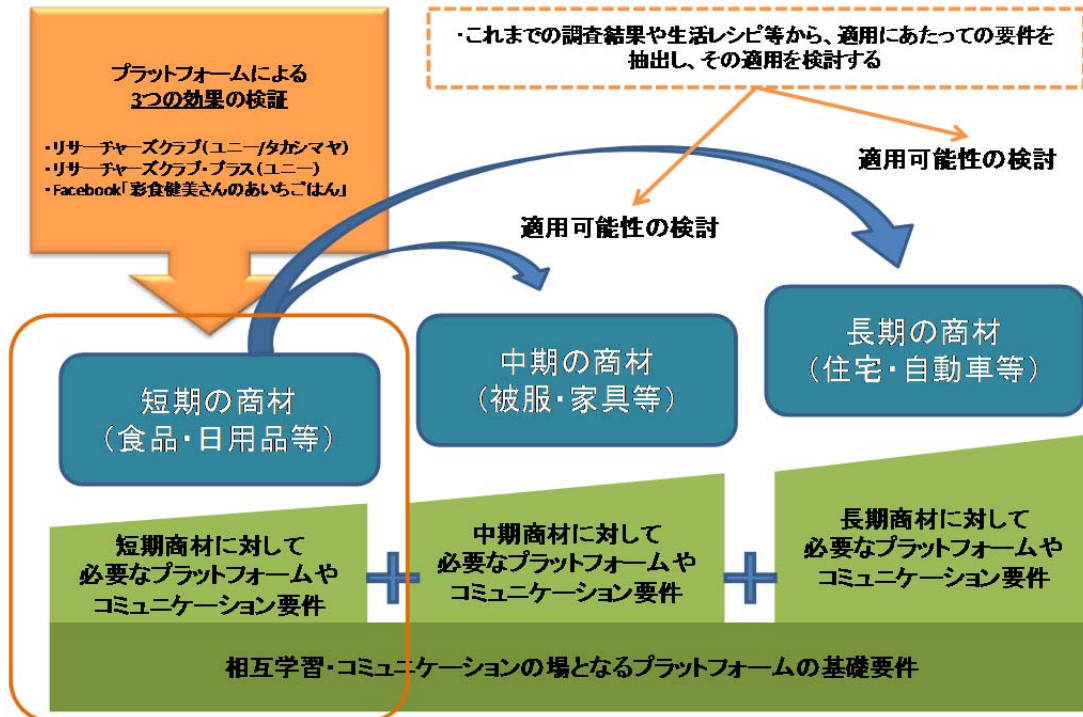 プラットフォームによる
3つの効果の検証
・リサーチャーズクラブ(ユニー/タカシマヤ)
・リサーチャーズクラブ・プラス(ユニー)
・Facebook「彩食健美さんのあいちごはん」
・これまでの調査結果や生活レシピ等から、適用にあたっての要件を
抽出し、その適用を検討する
適用可能性の検討
適用可能性の検討
短期の商材
(食品・日用品等)
中期の商材
(被服・家具等)
長期の商材
(住宅・自動車等)
短期商材に対して
必要なプラットフォームや
コミュニケーション要件
中期商材に対して
必要なプラットフォームや
コミュニケーション要件
長期商材に対して
必要なプラットフォームや
コミュニケーション要件
相互学習・コミュニケーションの場となるプラットフォームの基礎要件